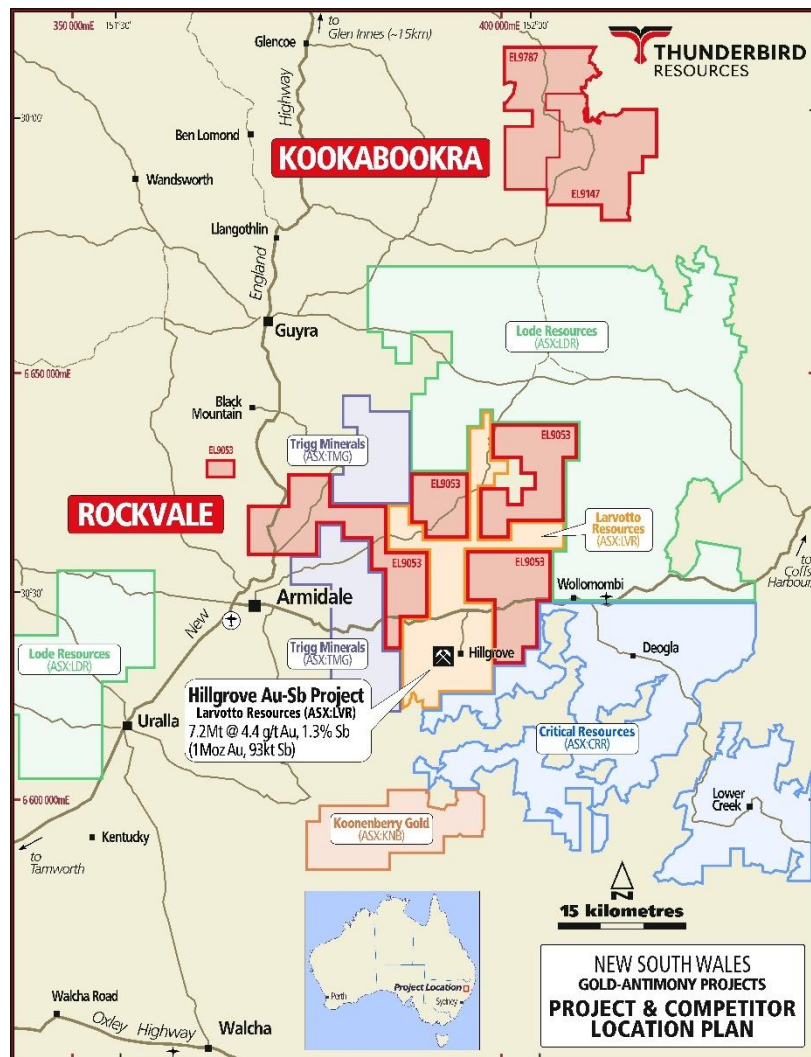 350 000mE
151°30'
to
Glen Innes (~15km)
400 000mE
152°00'
THUNDERBIRD
RESOURCES
Glencoe
EL9787
30°00'
Ben Lomond
Highway
KOOKABOOKRA
Wandsworth
EL9147
Llangothlin
England
Guyra
Lode Resources
(ASX:LDR)
6 650 000mE
Black
Mountain
Trigg Minerals
(ASX:TMG)
EL9053
EL9053
EL9053
ROCKVALE
Larvotto
Resources
(ASX:LVR)
EL9053
EL9053
to
Coffs
Harbour
30°30'
Wollomombi
Armidale
New
Deogla
Lode Resources
(ASX:LDR)
Trigg Minerals
(ASX:TMG)
Hillgrove
Hillgrove Au-Sb Project
Larvotto Resources (ASX:LVR)
7.2Mt @ 4.4 g/t Au, 1.3% Sb
(1Moz Au, 93kt Sb)
Uralla
Critical Resources
(ASX:CRR)
6 600 000mE
Lower
Creek
Koonenberry Gold
(ASX:KNB)
Kentucky
to
Tamworth
N
15 kilometres
Project Location
Perth
Sydney
NEW SOUTH WALES
GOLD-ANTIMONY PROJECTS
PROJECT & COMPETITOR
LOCATION PLAN
Walcha Road
Oxley Highway
Walcha